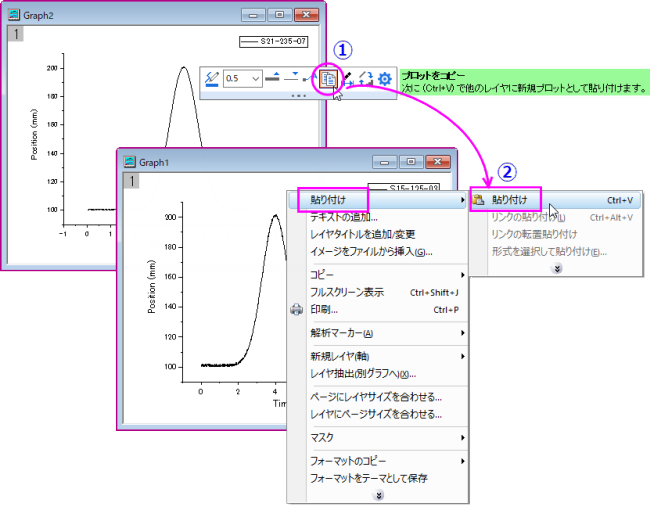 Graph2
1
S21-235-07
200
180
160
140
120
100
-1
0
Position (mm)
①
0.5
プロットをコピー
次に (Ctrl+V) で他のレイヤに新規プロットとして貼り付けます。
②
Graph1
1
S15-125-03
200
180
160
140
120
100
0
2
4
Position (mm)
Tim
貼り付け
テキストの追加...
レイヤタイトルを追加/変更
イメージをファイルから挿入(G)...
コピー
フルスクリーン表示 Ctrl+Shift+J
印刷... Ctrl+P
解析マーカー(A)
新規レイヤ(軸)
レイヤ抽出(別グラフへ)(X)...
ページにレイヤサイズを合わせる...
レイヤにページサイズを合わせる...
マスク
フォーマットのコピー
フォーマットをテーマとして保存
貼り付け Ctrl+V
リンクの貼り付け(L) Ctrl+Alt+V
リンクの転置貼り付け
形式を選択して貼り付け(E)...